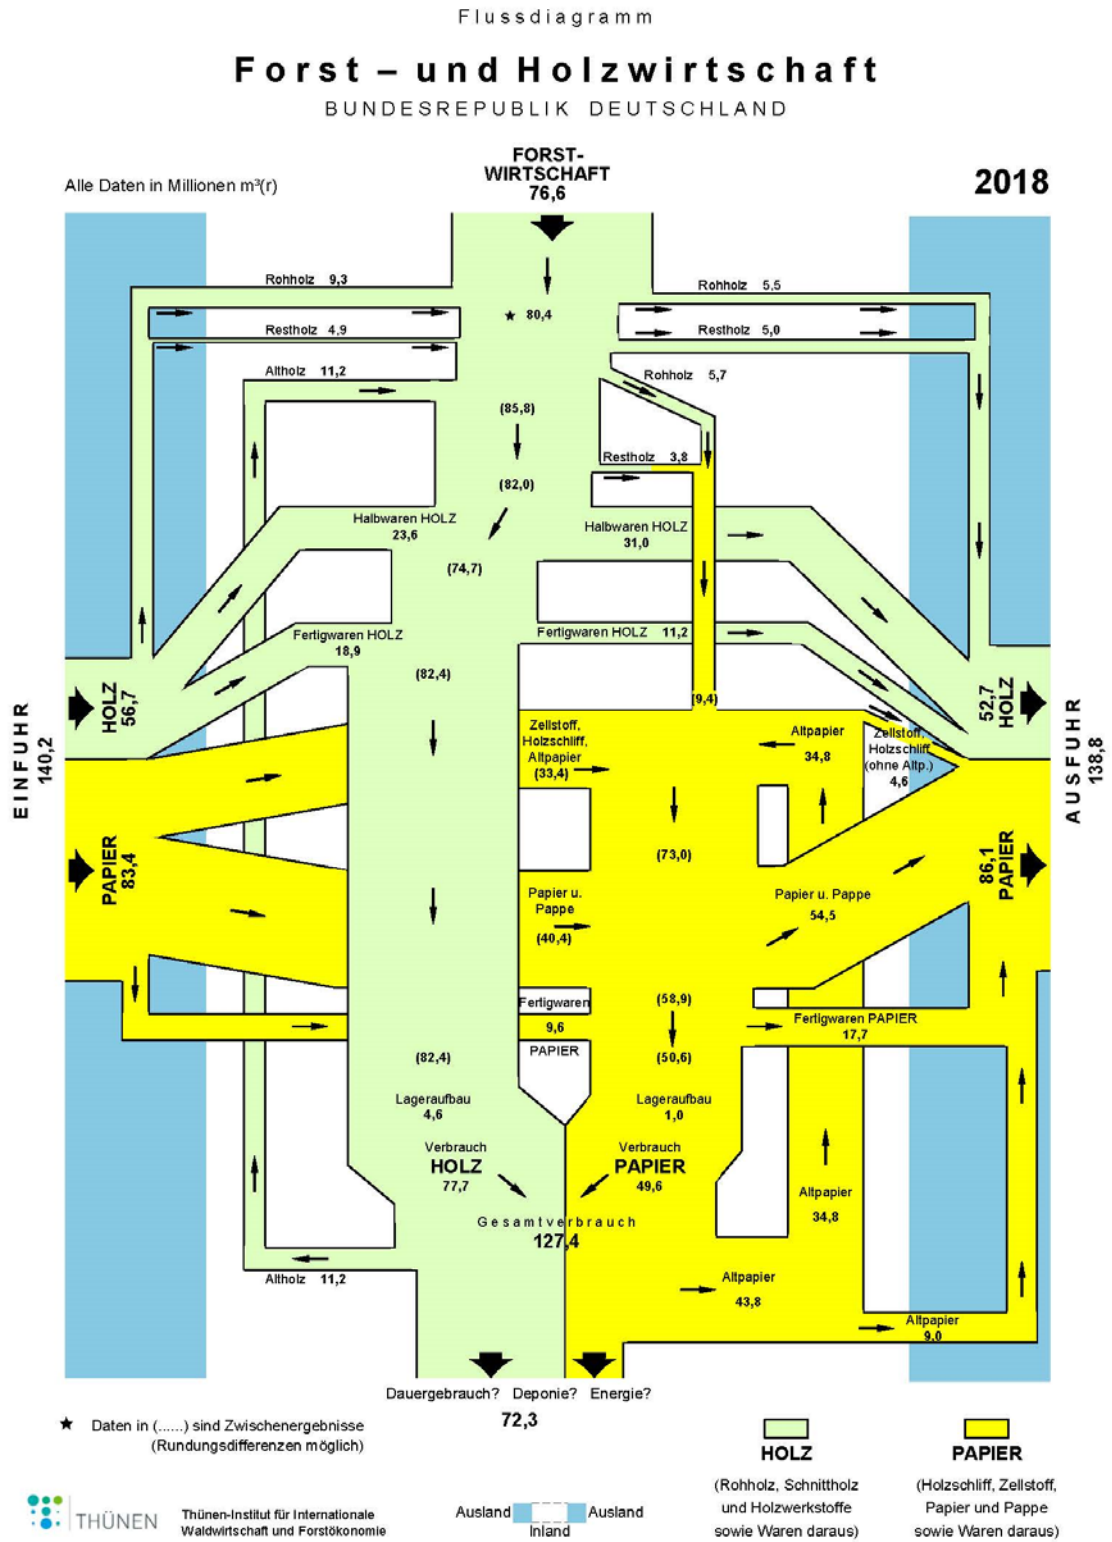 Flussdiagramm
Forst – und Holzwirtschaft
BUNDESREPUBLIK DEUTSCHLAND
FORST-
WIRTSCHAFT
76,6
Alle Daten in Millionen m³(r)
2018
Rohholz 9,3
Rohholz 5,5
★ 80,4
Restholz 4,9
Restholz 5,0
Altholz 11,2
Rohholz 5,7
(85,8)
Restholz 3,8
(82,0)
Halbwaren HOLZ
23,6
Halbwaren HOLZ
31,0
(74,7)
Fertigwaren HOLZ
18,9
Fertigwaren HOLZ 11,2
(82,4)
(9,4)
EINFUHR
140,2
HOLZ
56,7
52,7
HOLZ
AUSFUHR
138,8
Zellstoff,
Holzschliff,
Altpapier
(33,4)
Altpapier
34,8
Zellstoff,
Holzschliff
(ohne Altp.)
4,6
PAPIER
83,4
(73,0)
86,1
PAPIER
Papier u.
Pappe
(40,4)
Papier u. Pappe
54,5
Fertigwaren
9,6
PAPIER
(58,9)
Fertigwaren PAPIER
17,7
(82,4)
(50,6)
Lageraufbau
4,6
Lageraufbau
1,0
Verbrauch
HOLZ
77,7
Verbrauch
PAPIER
49,6
Altpapier
34,8
Gesamtverbrauch
127,4
Altholz 11,2
Altpapier
43,8
Altpapier
9,0
Dauergebrauch? Deponie? Energie?
72,3
★ Daten in (......) sind Zwischenergebnisse
(Rundungsdifferenzen möglich)
HOLZ
(Rohholz, Schnittholz
und Holzwerkstoffe
sowie Waren daraus)
PAPIER
(Holzschliff, Zellstoff,
Papier und Pappe
sowie Waren daraus)
THÜNEN
Thünen-Institut für Internationale
Waldwirtschaft und Forstökonomie
Ausland Ausland
Inland